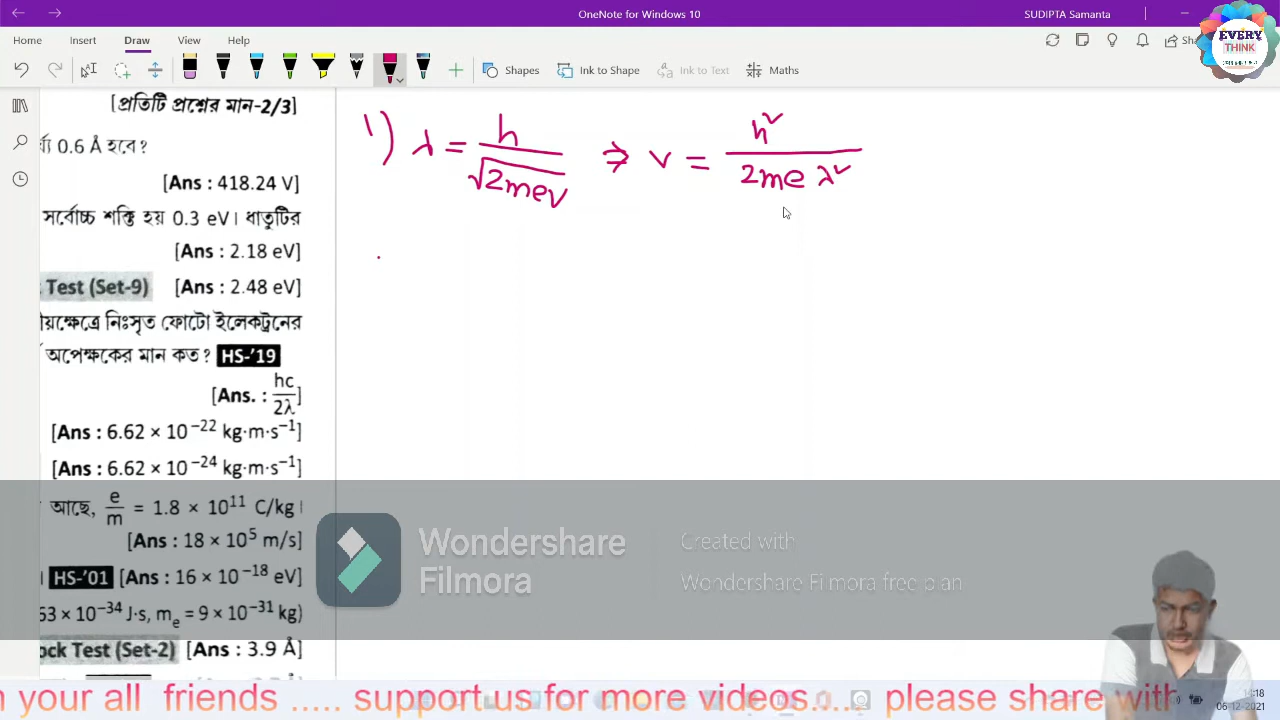 OneNote for Windows 10
SUDIPTA Samanta
Home Insert Draw View Help
Shapes Ink to Shape Ink to Text Maths
EVERY
THINK
[প্রতিটি প্রশ্নের মান-2/3]
0.6 Å হবে?
[Ans : 418.24 V]
সর্বোচ্চ শক্তি হয় 0.3 eV। ধাতুটির
[Ans : 2.18 eV]
Test (Set-9) [Ans : 2.48 eV]
নিঃসৃত ফোটো ইলেকট্রনের
অপেক্ষকের মান কত? HS-'19
[Ans. : hc/2λ]
[Ans : 6.62 × 10⁻²² kg·m·s⁻¹]
[Ans : 6.62 × 10⁻²⁴ kg·m·s⁻¹]
আছে, e/m = 1.8 × 10¹¹ C/kg।
[Ans : 18 × 10⁵ m/s]
HS-'01 [Ans : 16 × 10⁻¹⁸ eV]
63 × 10⁻³⁴ J·s, mₑ = 9 × 10⁻³¹ kg)
ock Test (Set-2) [Ans : 3.9 Å]
1) λ = h/√2meV ⇒ V = h²/2meλ²
Wondershare
Filmora
Created with
Wondershare Filmora free plan
your all friends ..... support us for more videos..... please share with
06-12-2021